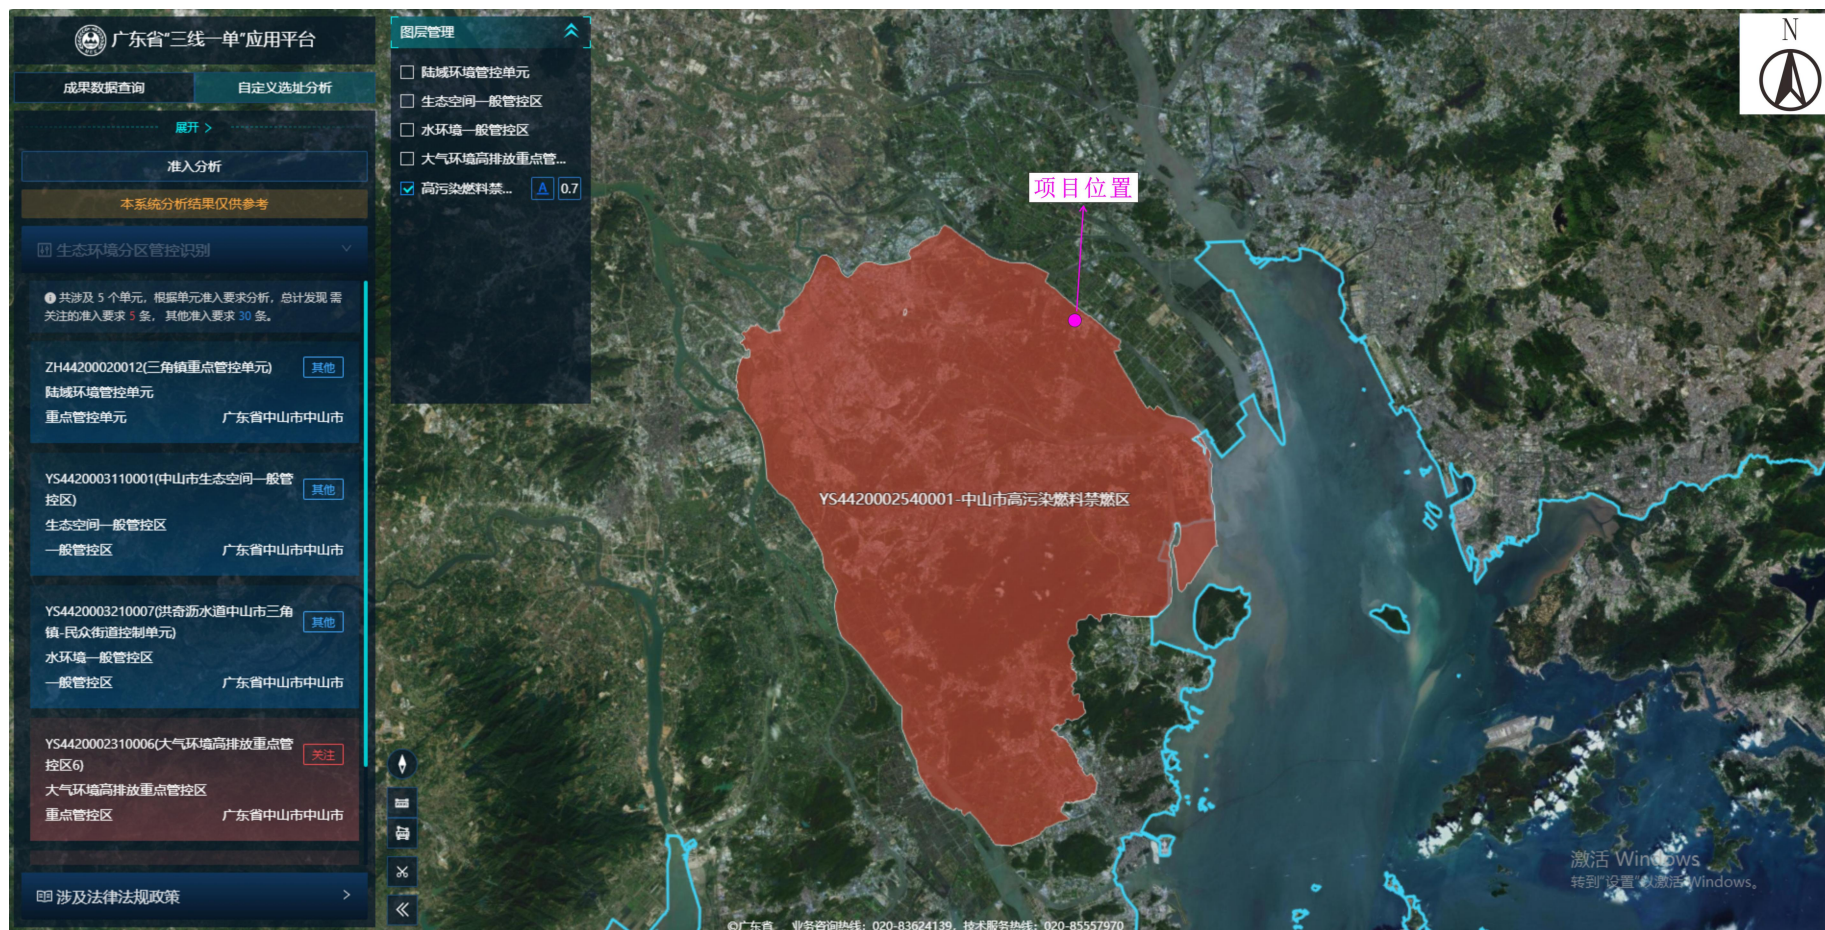 广东省"三线一单"应用平台
成果数据查询
自定义选址分析
展开 >
准入分析
本系统分析结果仅供参考
生态环境分区管控识别
共涉及 5 个单元，根据单元准入要求分析，总计发现 需
关注的准入要求 5 条， 其他准入要求 30 条。
ZH44200020012(三角镇重点管控单元)
其他
陆域环境管控单元
重点管控单元
广东省中山市中山市
YS4420003110001(中山市生态空间一般管
控区)
其他
生态空间一般管控区
一般管控区
广东省中山市中山市
YS4420003210007(洪奇沥水道中山市三角
镇-民众街道控制单元)
其他
水环境一般管控区
一般管控区
广东省中山市中山市
YS4420002310006(大气环境高排放重点管
控区6)
关注
大气环境高排放重点管控区
重点管控区
广东省中山市中山市
涉及法律法规政策
图层管理
陆域环境管控单元
生态空间一般管控区
水环境一般管控区
大气环境高排放重点管...
高污染燃料禁...
A
0.7
项目位置
N
YS4420002540001-中山市高污染燃料禁燃区
激活 Windows
转到"设置"以激活 Windows。
©广东省
业务咨询热线：020-83624139，技术服务热线：020-85557970